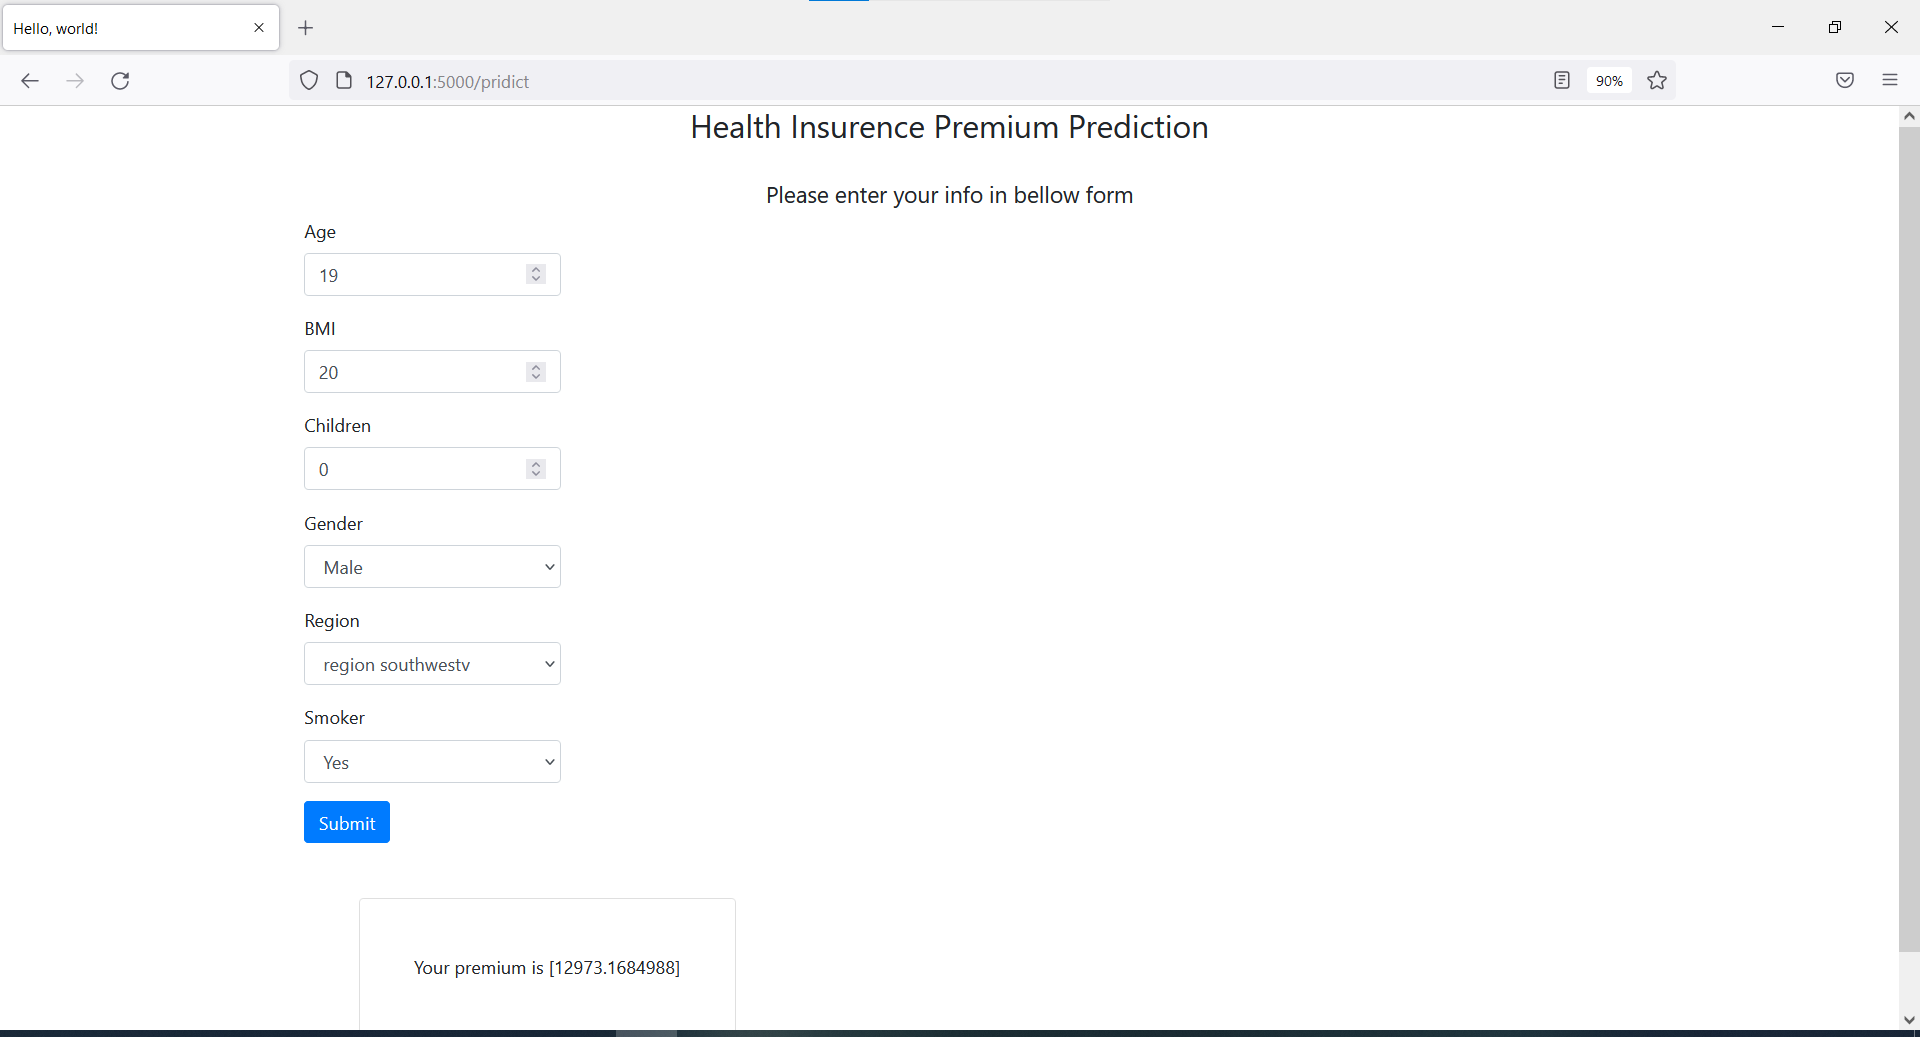 Hello, world!
127.0.0.1:5000/pridict
90%
Health Insurence Premium Prediction
Please enter your info in bellow form
Age
19
BMI
20
Children
0
Gender
Male
Region
region southwestv
Smoker
Yes
Submit
Your premium is [12973.1684988]